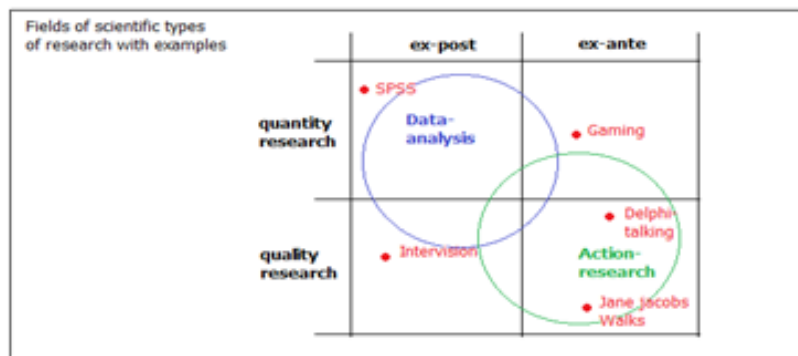 Fields of scientific types
of research with examples
ex-post
ex-ante
SPSS
quantity
research
Data-
analysis
Gaming
Delphi-
talking
quality
research
Intervision
Action-
research
Jane jacobs
Walks